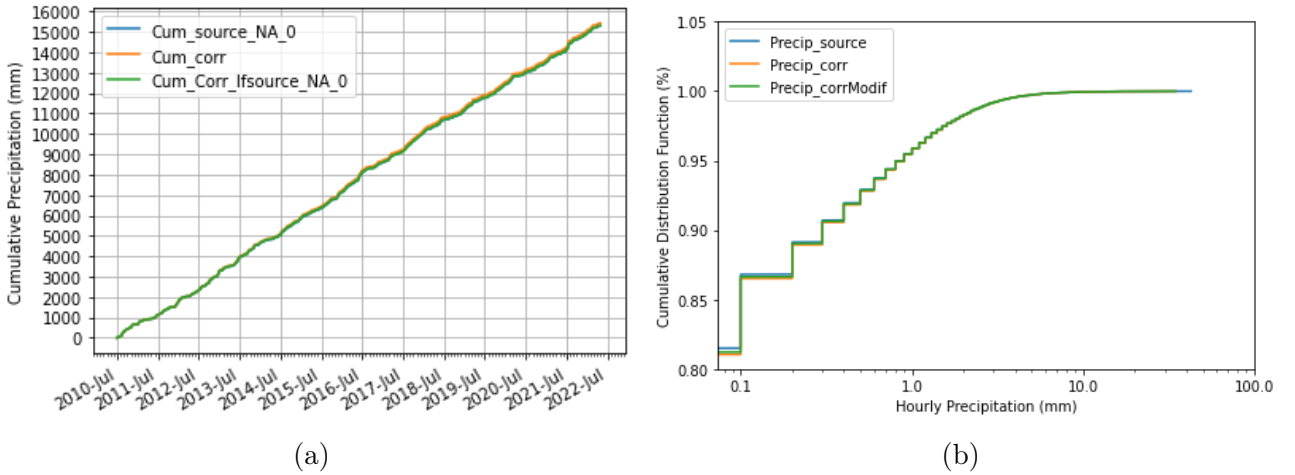 Cumulative Precipitation (mm)
16000
15000
14000
13000
12000
11000
10000
9000
8000
7000
6000
5000
4000
3000
2000
1000
0
Cum_source_NA_0
Cum_corr
Cum_Corr_Ifsource_NA_0
2010-Jul
2011-Jul
2012-Jul
2013-Jul
2014-Jul
2015-Jul
2016-Jul
2017-Jul
2018-Jul
2019-Jul
2020-Jul
2021-Jul
2022-Jul
(a)
Cumulative Distribution Function (%)
1.05
1.00
0.95
0.90
0.85
0.80
Precip_source
Precip_corr
Precip_corrModif
0.1
1.0
10.0
100.0
Hourly Precipitation (mm)
(b)